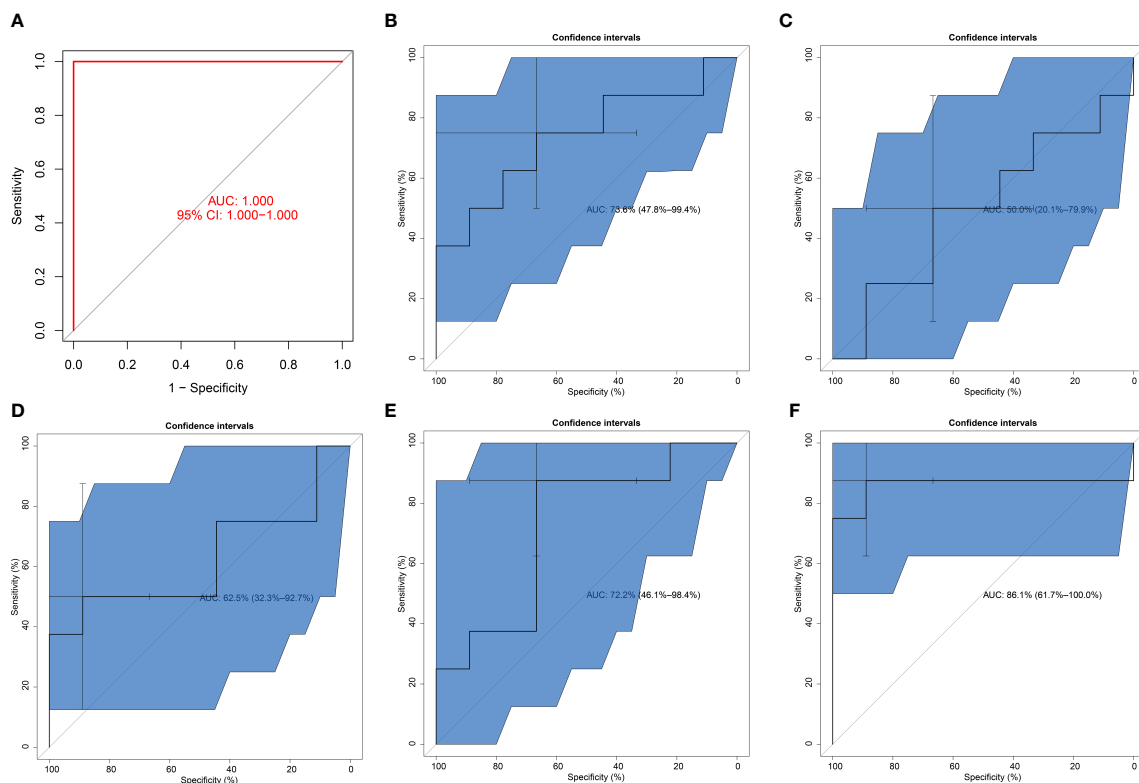 A
1.0
0.8
0.6
0.4
0.2
0.0
Sensitivity
AUC: 1.000
95% CI: 1.000−1.000
0.0 0.2 0.4 0.6 0.8 1.0
1 − Specificity
B
Confidence intervals
100
80
60
40
20
0
Sensitivity (%)
AUC: 73.6% (47.8%−99.4%)
100 80 60 40 20 0
Specificity (%)
C
Confidence intervals
100
80
60
40
20
0
Sensitivity (%)
AUC: 50.0% (20.1%−79.9%)
100 80 60 40 20 0
Specificity (%)
D
Confidence intervals
100
80
60
40
20
0
Sensitivity (%)
AUC: 62.5% (32.3%−92.7%)
100 80 60 40 20 0
Specificity (%)
E
Confidence intervals
100
80
60
40
20
0
Sensitivity (%)
AUC: 72.2% (46.1%−98.4%)
100 80 60 40 20 0
Specificity (%)
F
Confidence intervals
100
80
60
40
20
0
Sensitivity (%)
AUC: 86.1% (61.7%−100.0%)
100 80 60 40 20 0
Specificity (%)